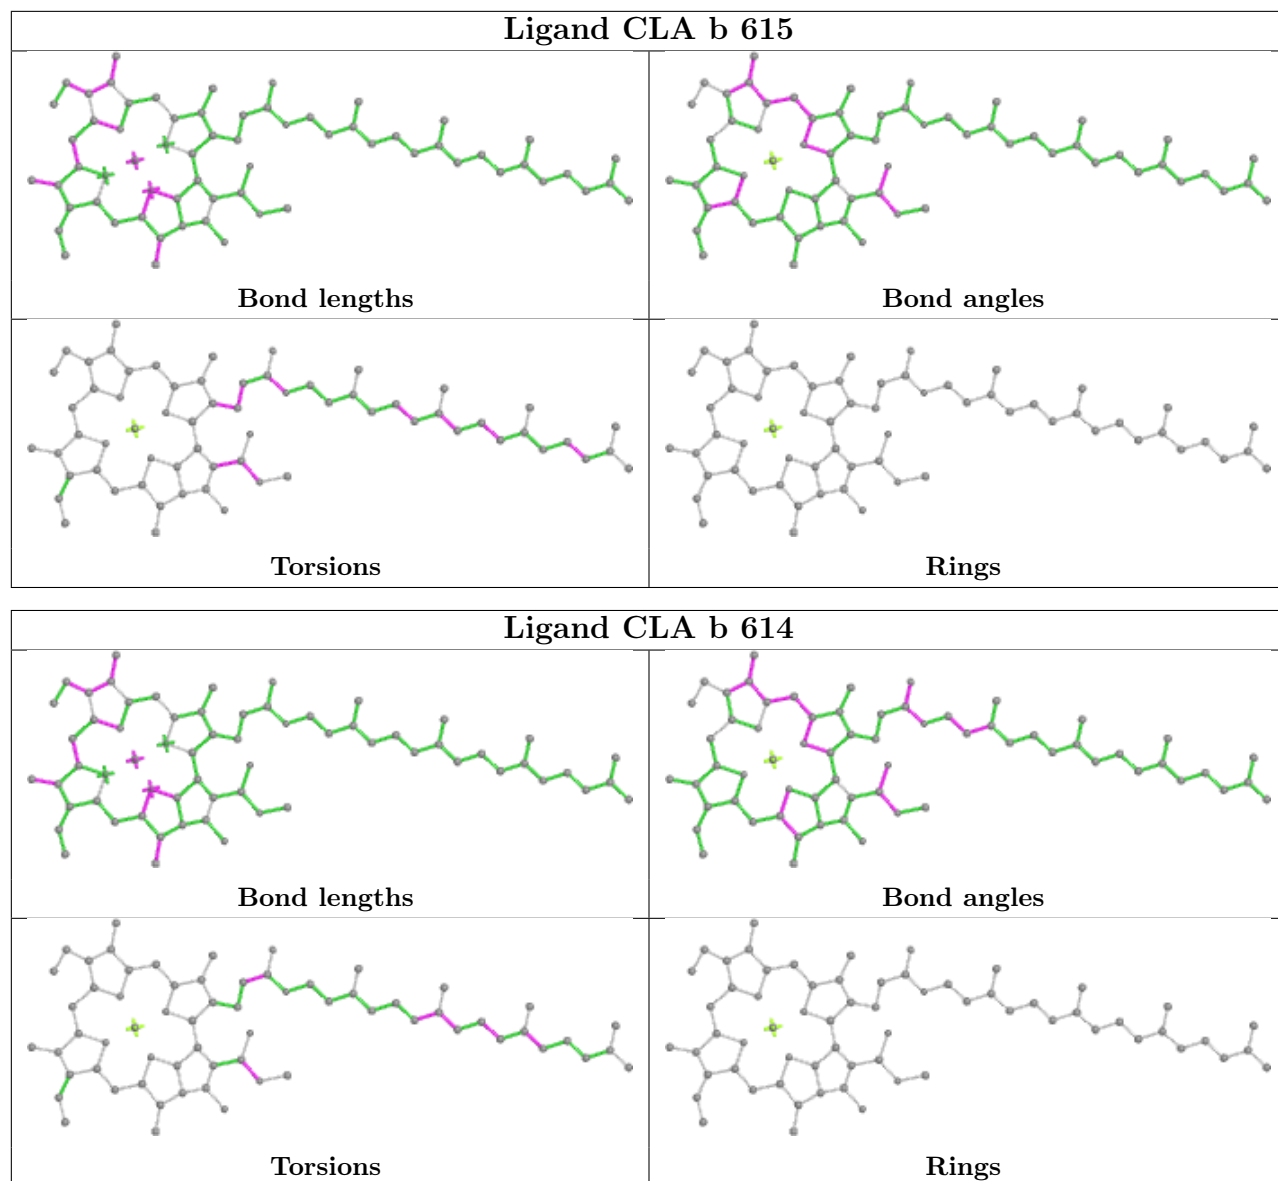 Ligand CLA b 615
Bond lengths
Bond angles
Torsions
Rings
Ligand CLA b 614
Bond lengths
Bond angles
Torsions
Rings